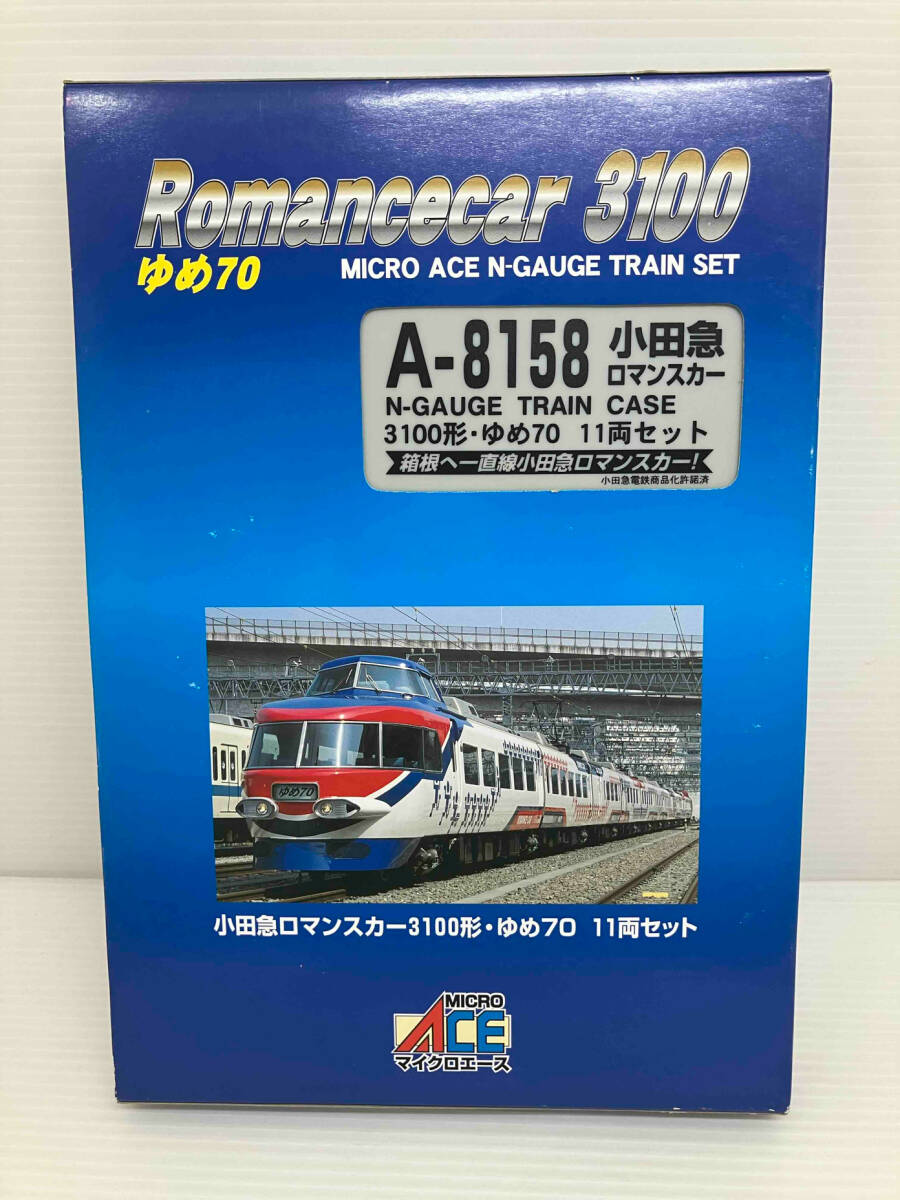 Romancecar 3100
ゆめ70
MICRO ACE N-GAUGE TRAIN SET
A-8158
小田急
ロマンスカー
N-GAUGE TRAIN CASE
3100形・ゆめ70 11両セット
箱根へ一直線小田急ロマンスカー!
小田急電鉄商品化許諾済
ゆめ70
小田急ロマンスカー3100形・ゆめ70 11両セット
MICRO
ACE
マイクロエース